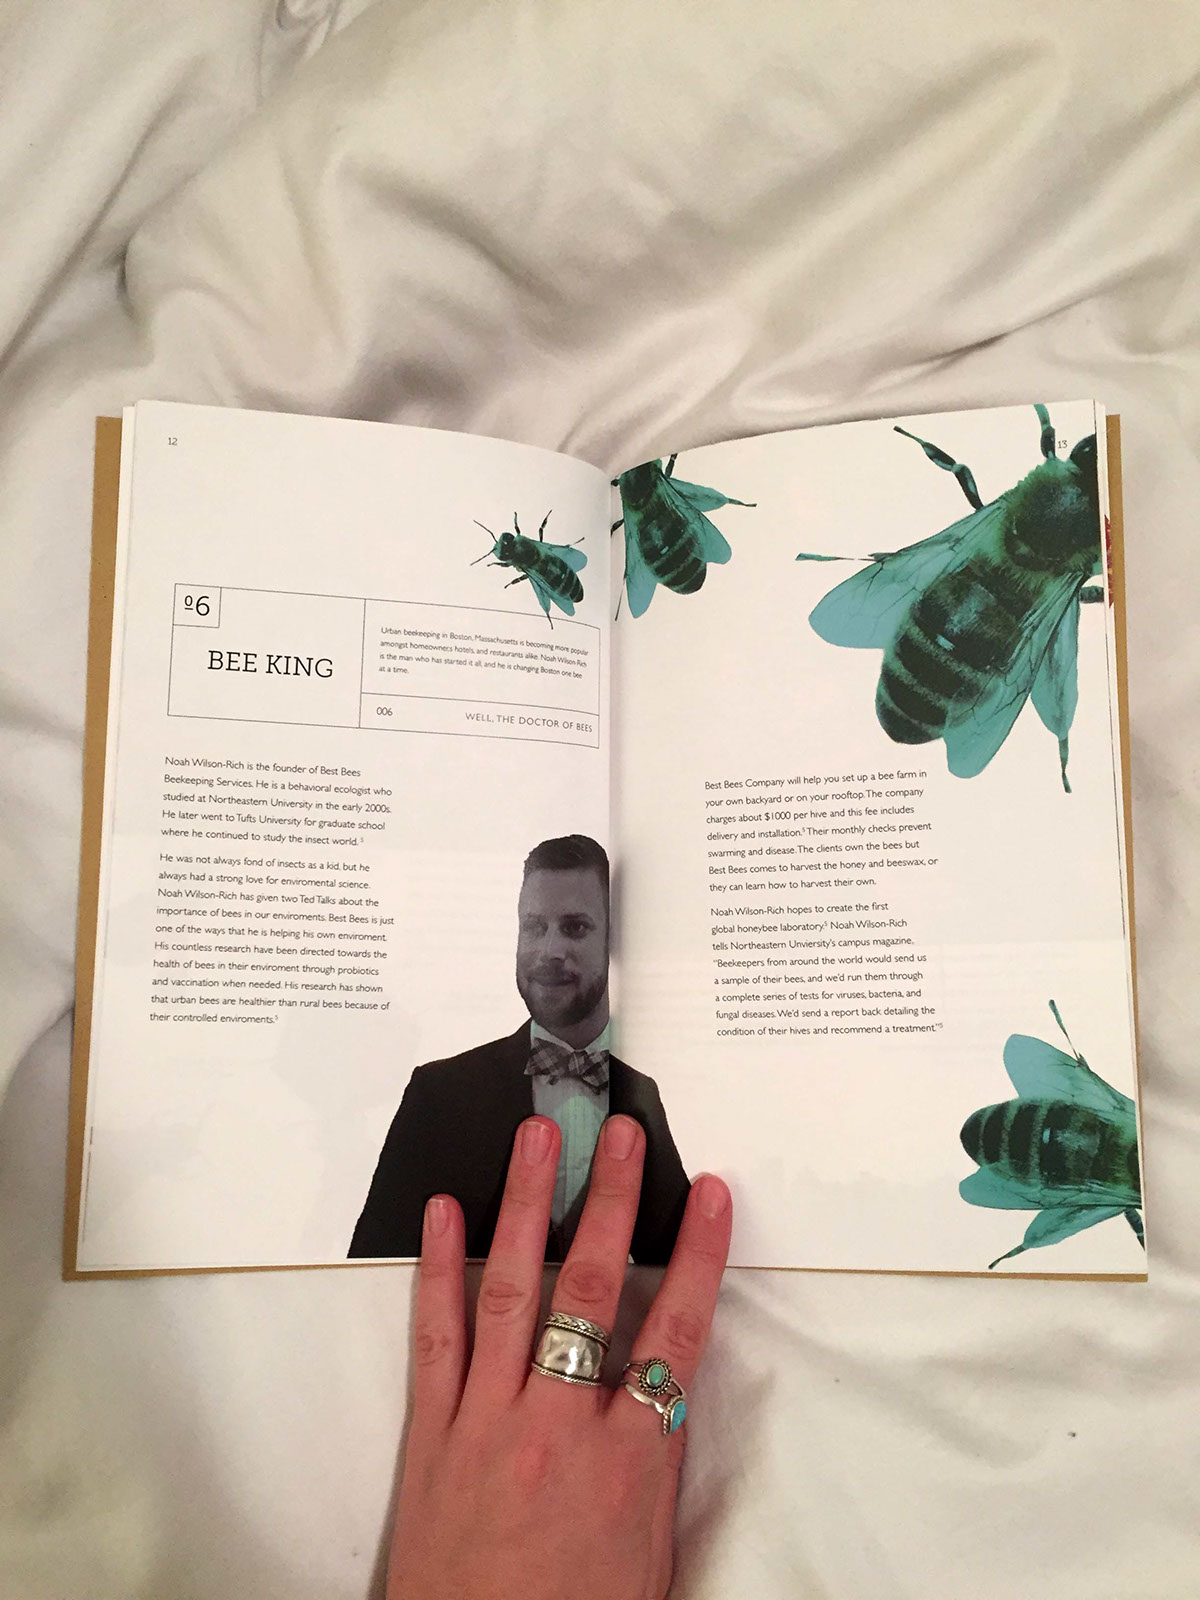 12
06
BEE KING
Urban beekeeping in Boston, Massachusetts is becoming more popular
amongst homeowners hotels, and restaurants alike. Noah Wilson-Rich
is the man who has started it all, and he is changing Boston one bee
at a time.
006
WELL, THE DOCTOR OF BEES
Noah Wilson-Rich is the founder of Best Bees
Beekeeping Services. He is a behavioral ecologist who
studied at Northeastern University in the early 2000s.
He later went to Tufts University for graduate school
where he continued to study the insect world. 5
He was not always fond of insects as a kid, but he
always had a strong love for enviromental science.
Noah Wilson-Rich has given two Ted Talks about the
importance of bees in our enviroments. Best Bees is just
one of the ways that he is helping his own enviroment.
His countless research have been directed towards the
health of bees in their enviroment through probiotics
and vaccination when needed. His research has shown
that urban bees are healthier than rural bees because of
their controlled enviroments.5
13
Best Bees Company will help you set up a bee farm in
your own backyard or on your rooftop. The company
charges about $1000 per hive and this fee includes
delivery and installation.5 Their monthly checks prevent
swarming and disease. The clients own the bees but
Best Bees comes to harvest the honey and beeswax, or
they can learn how to harvest their own.
Noah Wilson-Rich hopes to create the first
global honeybee laboratory.5 Noah Wilson-Rich
tells Northeastern Unviersity's campus magazine,
"Beekeepers from around the world would send us
a sample of their bees, and we'd run them through
a complete series of tests for viruses, bacteria, and
fungal diseases. We'd send a report back detailing the
condition of their hives and recommend a treatment."5